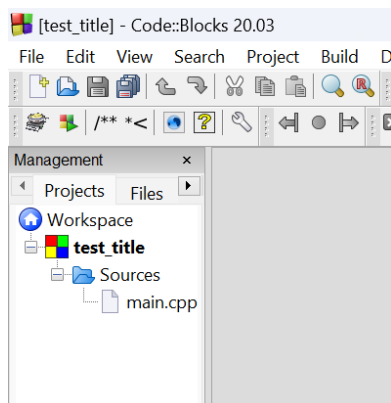 [test_title] - Code::Blocks 20.03
File Edit View Search Project Build D
/** *<
Management ×
Projects Files
Workspace
test_title
Sources
main.cpp